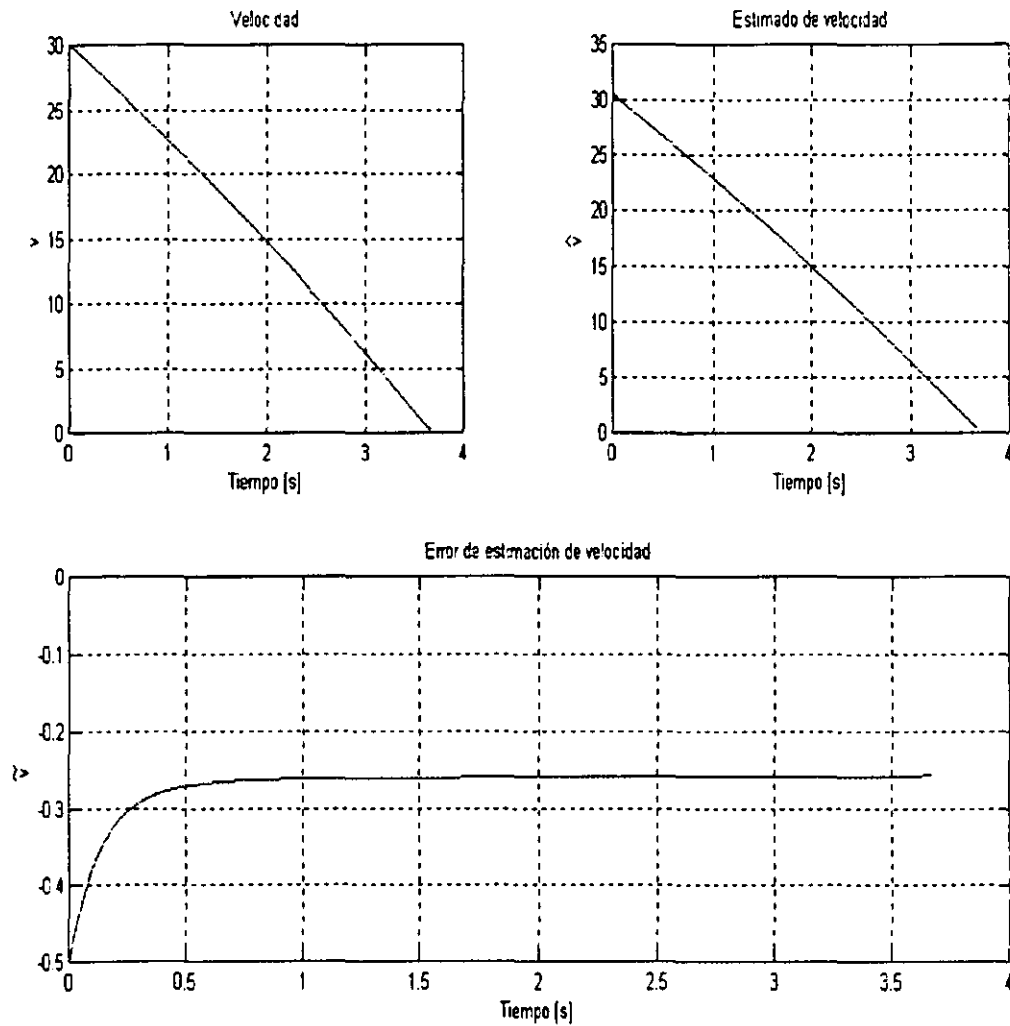 Veloc dad
30
25
20
15
10
5
0
v
0 1 2 3 4
Tiempo [s]
Estimado de velocidad
35
30
25
20
15
10
5
0
v̂
0 1 2 3 4
Tiempo [s]
Error de estimación de velocidad
0
-0.1
-0.2
-0.3
-0.4
-0.5
ṽ
0 0.5 1 1.5 2 2.5 3 3.5 4
Tiempo [s]